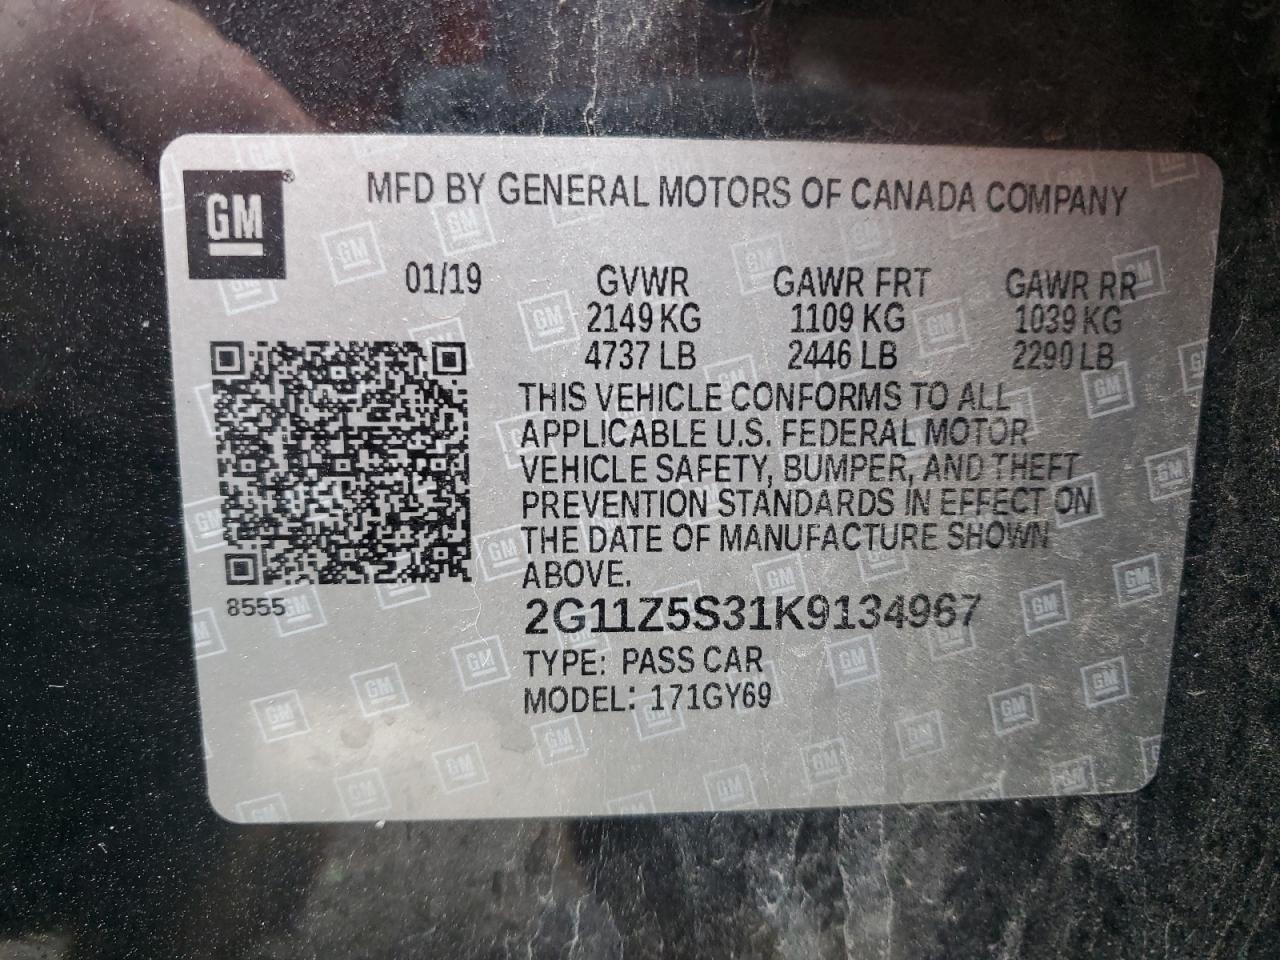 GM
MFD BY GENERAL MOTORS OF CANADA COMPANY
01/19 GVWR GAWR FRT GAWR RR
2149 KG 1109 KG 1039 KG
4737 LB 2446 LB 2290 LB
THIS VEHICLE CONFORMS TO ALL
APPLICABLE U.S. FEDERAL MOTOR
VEHICLE SAFETY, BUMPER, AND THEFT
PREVENTION STANDARDS IN EFFECT ON
THE DATE OF MANUFACTURE SHOWN
ABOVE.
8555
2G11Z5S31K9134967
TYPE: PASS CAR
MODEL: 171GY69